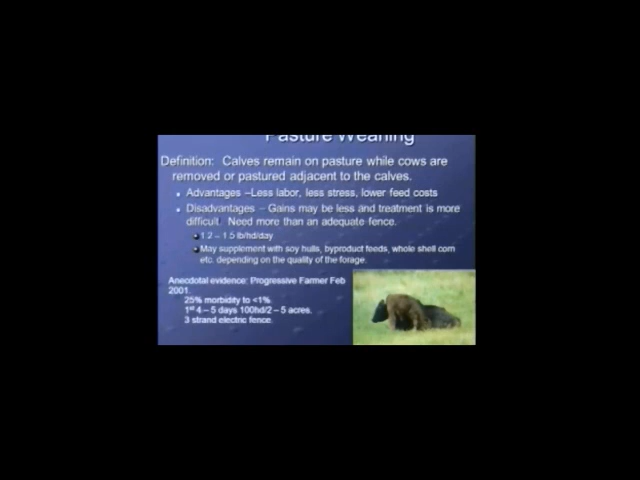 Pasture Weaning
Definition: Calves remain on pasture while cows are
removed or pastured adjacent to the calves.
Advantages –Less labor, less stress, lower feed costs
Disadvantages – Gains may be less and treatment is more
difficult. Need more than an adequate fence.
1.2 – 1.5 lb/hd/day
May supplement with soy hulls, byproduct feeds, whole shell corn
etc. depending on the quality of the forage.
Anecdotal evidence: Progressive Farmer Feb
2001.
25% morbidity to <1%.
1st 4 – 5 days 100hd/2 – 5 acres.
3 strand electric fence.